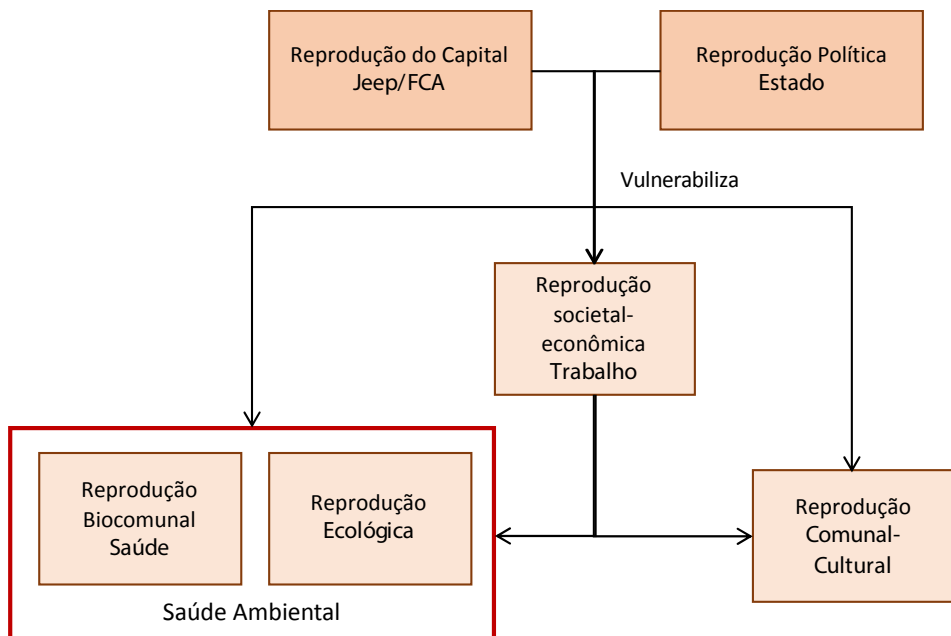 Reprodução do Capital
Jeep/FCA
Reprodução Política
Estado
Vulnerabiliza
Reprodução
societal-
econômica
Trabalho
Reprodução
Biocomunal
Saúde
Reprodução
Ecológica
Reprodução
Comunal-
Cultural
Saúde Ambiental